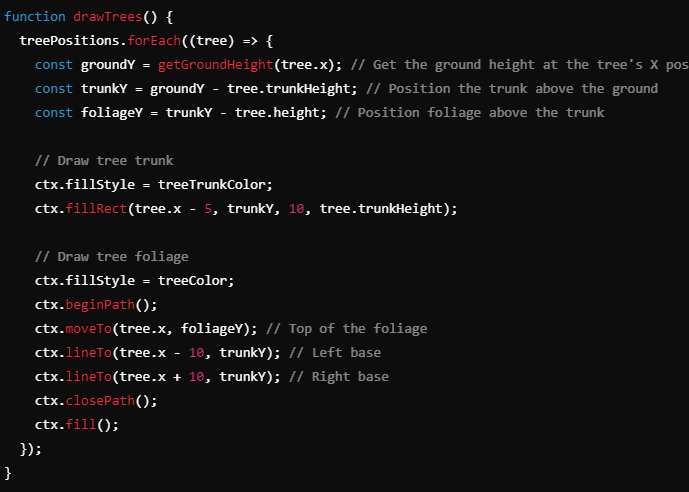 function drawTrees() {
  treePositions.forEach((tree) => {
    const groundY = getGroundHeight(tree.x); // Get the ground height at the tree's X pos
    const trunkY = groundY - tree.trunkHeight; // Position the trunk above the ground
    const foliageY = trunkY - tree.height; // Position foliage above the trunk

    // Draw tree trunk
    ctx.fillStyle = treeTrunkColor;
    ctx.fillRect(tree.x - 5, trunkY, 10, tree.trunkHeight);

    // Draw tree foliage
    ctx.fillStyle = treeColor;
    ctx.beginPath();
    ctx.moveTo(tree.x, foliageY); // Top of the foliage
    ctx.lineTo(tree.x - 10, trunkY); // Left base
    ctx.lineTo(tree.x + 10, trunkY); // Right base
    ctx.closePath();
    ctx.fill();
  });
}